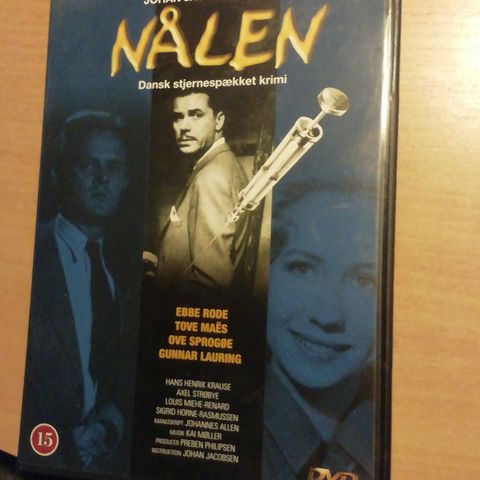 NÅLEN
Dansk stjernespækket krimi
EBBE RODE
TOVE MAËS
OVE SPROGØE
GUNNAR LAURING
HANS HENRIK KRAUSE
AXEL STRØBYE
LOUIS MIEHE-RENARD
SIGRID HORNE-RASMUSSEN
MANUSKRIPT JOHANNES ALLEN
MUSIK KAI MØLLER
PRODUCER PREBEN PHILIPSEN
INSTRUKTION JOHAN JACOBSEN
15
DVD